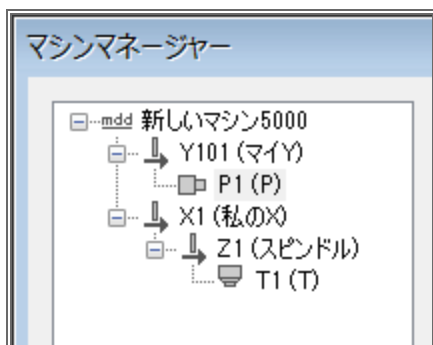 マシンマネージャー
mdd 新しいマシン5000
Y101 (マイY)
P1 (P)
X1 (私のX)
Z1 (スピンドル)
T1 (T)